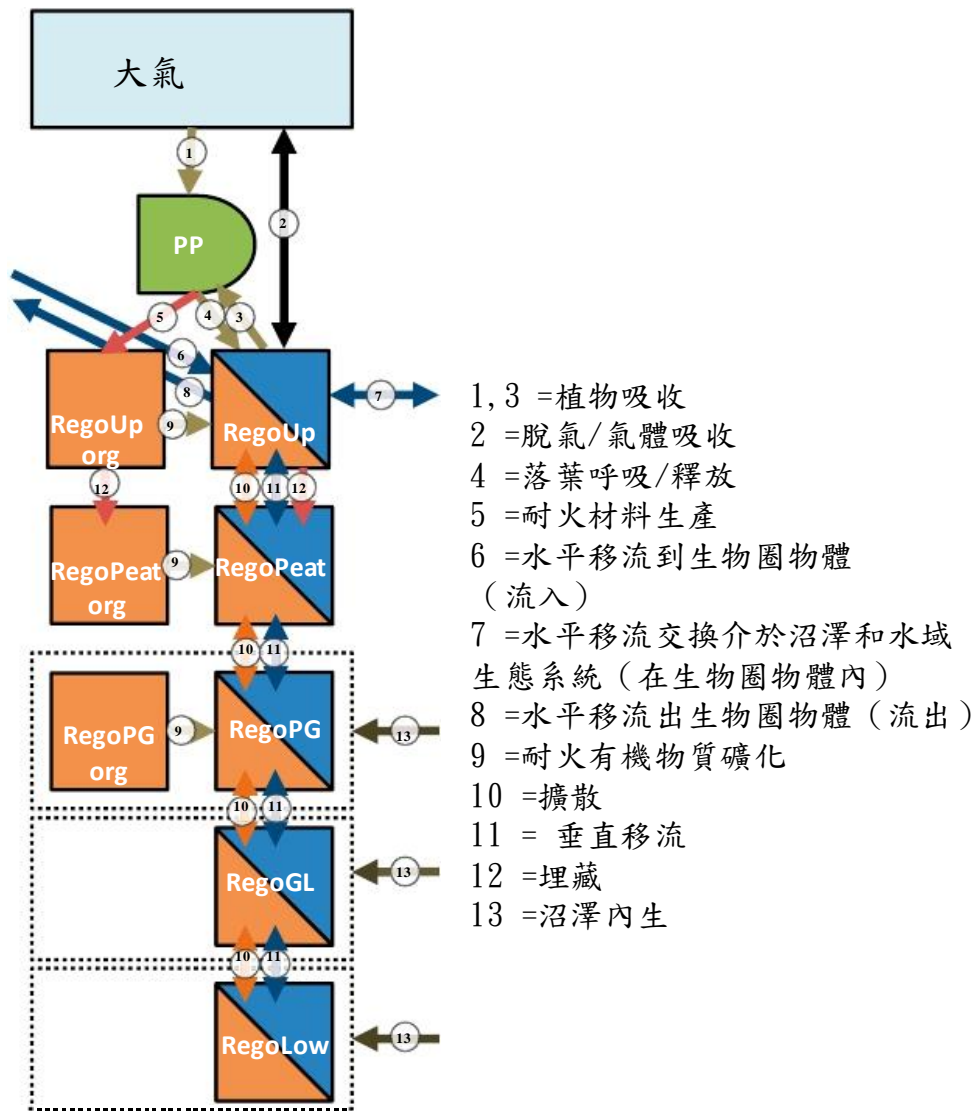 大氣
1
2
PP
5
4
3
6
8
7
RegoUp
org
9
RegoUp
12
10
11
12
RegoPeat
org
9
RegoPeat
10
11
RegoPG
org
9
RegoPG
13
10
11
RegoGL
13
10
11
RegoLow
13
1,3 =植物吸收
2 =脫氣/氣體吸收
4 =落葉呼吸/釋放
5 =耐火材料生產
6 =水平移流到生物圈物體
（流入）
7 =水平移流交換介於沼澤和水域
生態系統（在生物圈物體內）
8 =水平移流出生物圈物體（流出）
9 =耐火有機物質礦化
10 =擴散
11 = 垂直移流
12 =埋藏
13 =沼澤內生